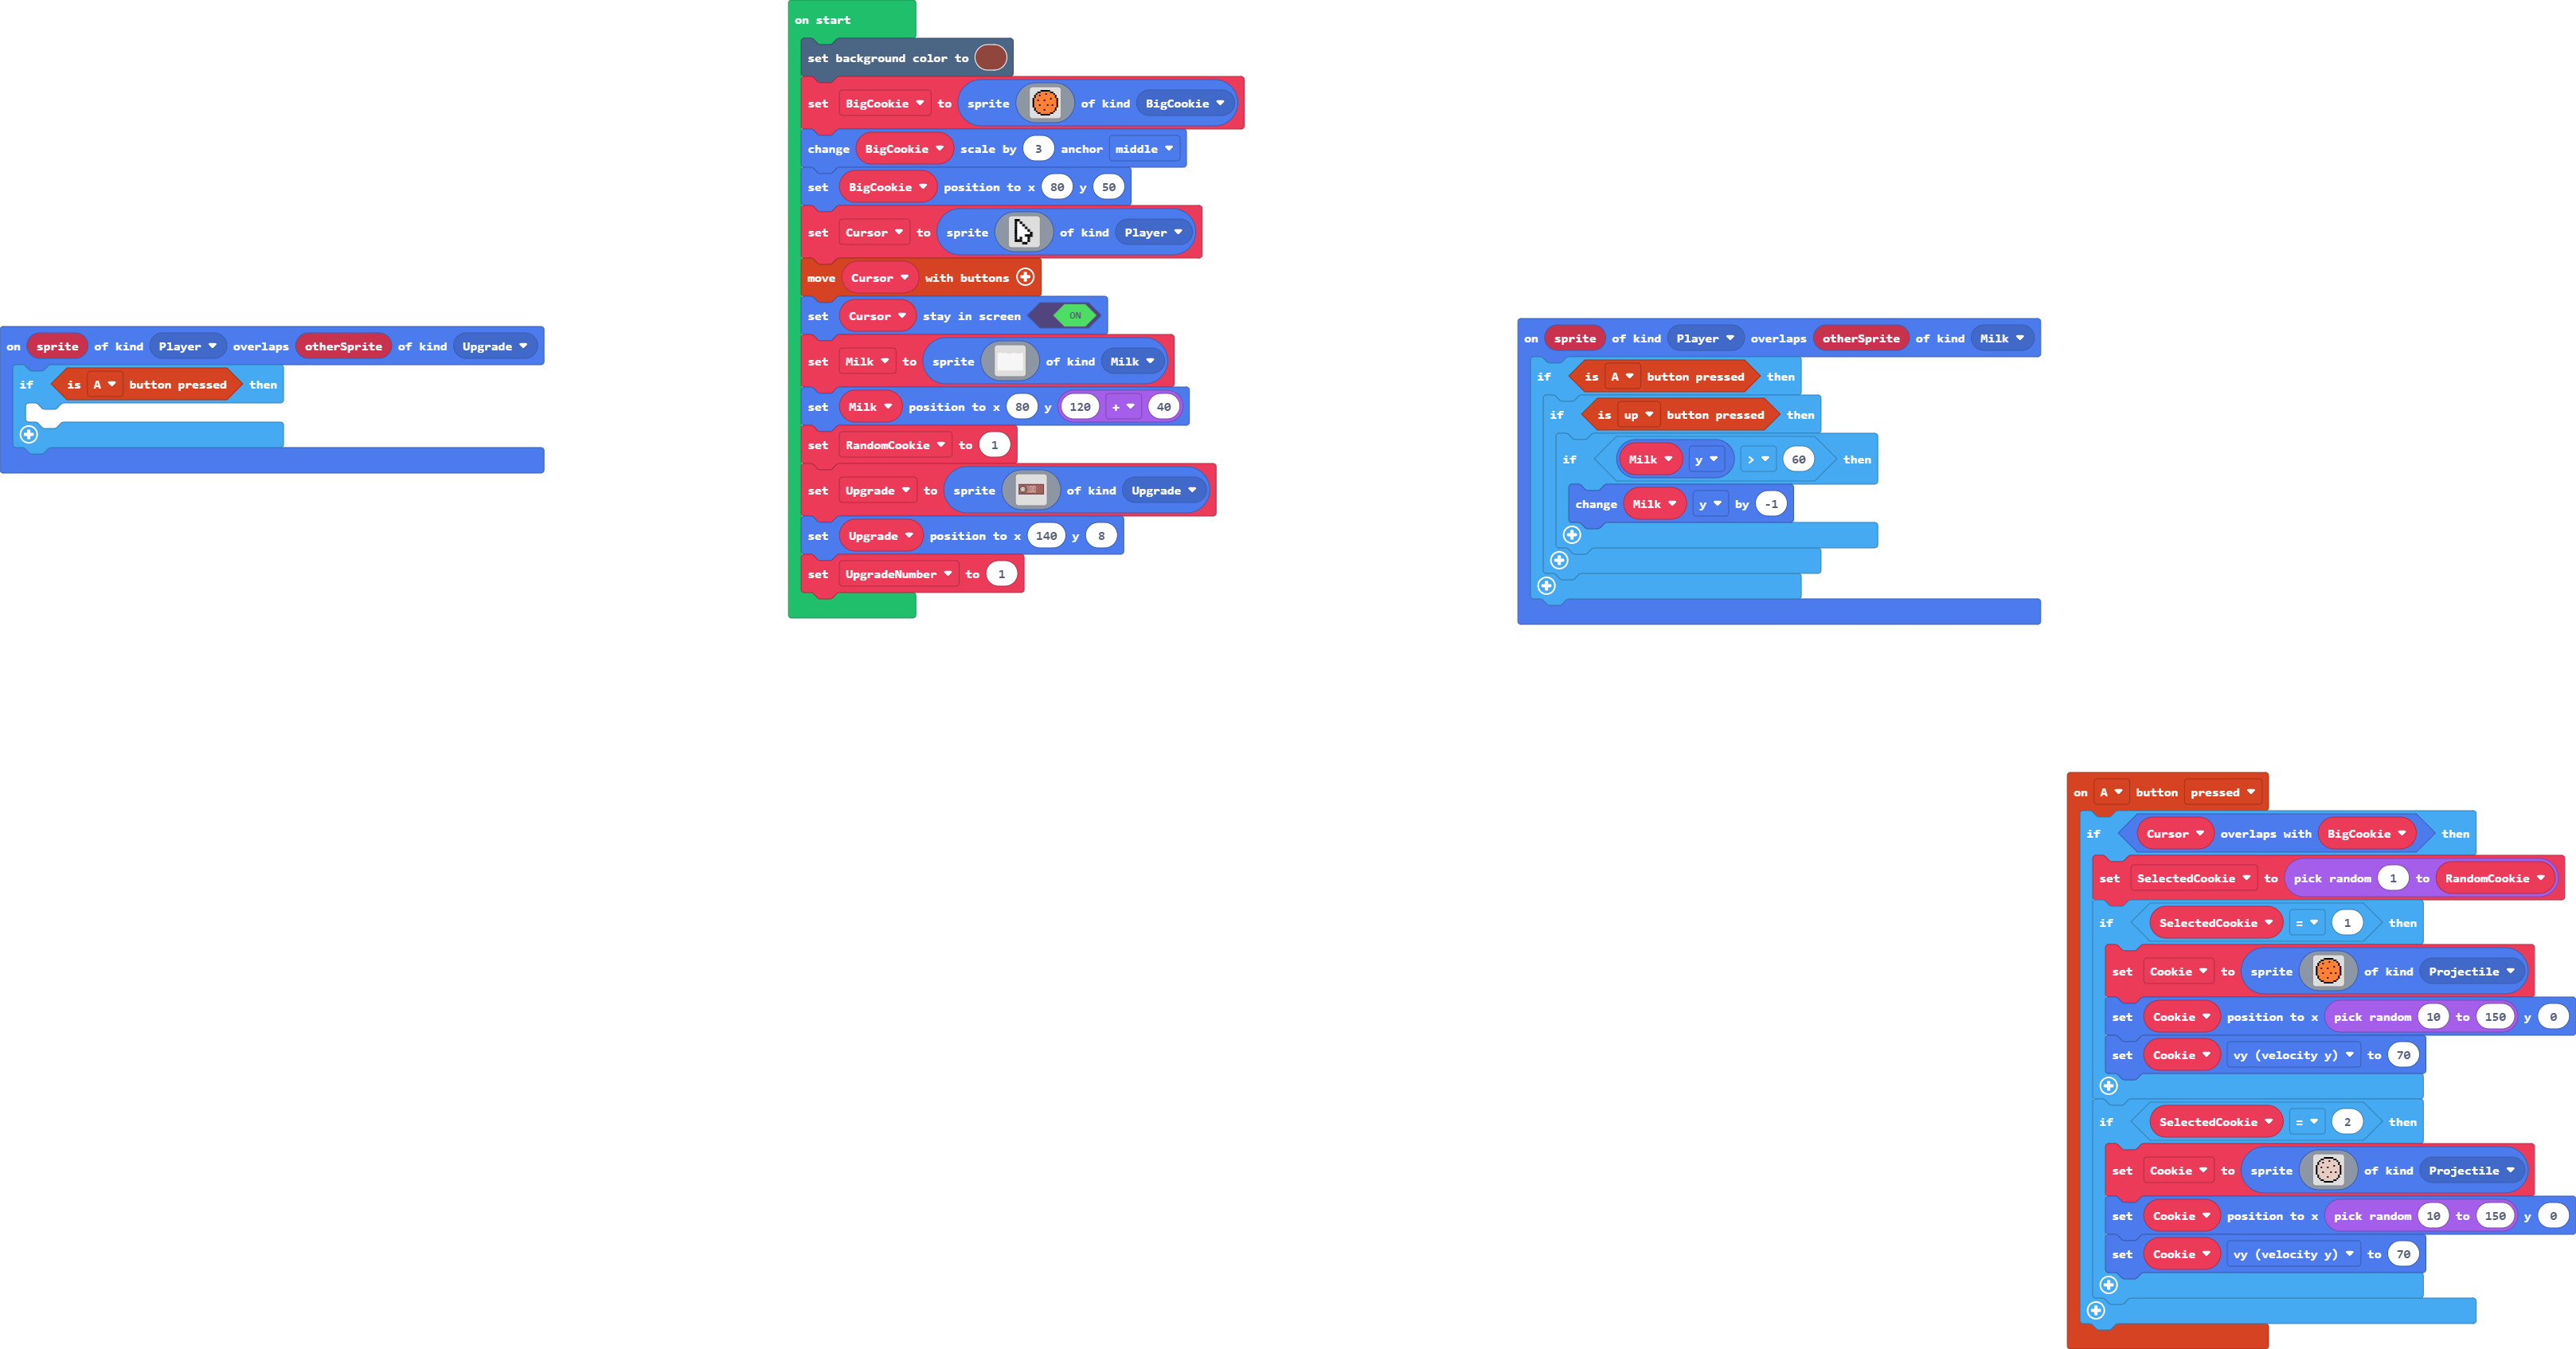 on start
set background color to
set BigCookie to sprite of kind BigCookie
change BigCookie scale by 3 anchor middle
set BigCookie position to x 80 y 50
set Cursor to sprite of kind Player
move Cursor with buttons
set Cursor stay in screen ON
set Milk to sprite of kind Milk
set Milk position to x 80 y 120 + 40
set RandomCookie to 1
set Upgrade to sprite of kind Upgrade
set Upgrade position to x 140 y 8
set UpgradeNumber to 1
on sprite of kind Player overlaps otherSprite of kind Upgrade
if is A button pressed then
on sprite of kind Player overlaps otherSprite of kind Milk
if is A button pressed then
if is up button pressed then
if Milk y > 60 then
change Milk y by -1
on A button pressed
if Cursor overlaps with BigCookie then
set SelectedCookie to pick random 1 to RandomCookie
if SelectedCookie = 1 then
set Cookie to sprite of kind Projectile
set Cookie position to x pick random 10 to 150 y 0
set Cookie vy (velocity y) to 70
if SelectedCookie = 2 then
set Cookie to sprite of kind Projectile
set Cookie position to x pick random 10 to 150 y 0
set Cookie vy (velocity y) to 70